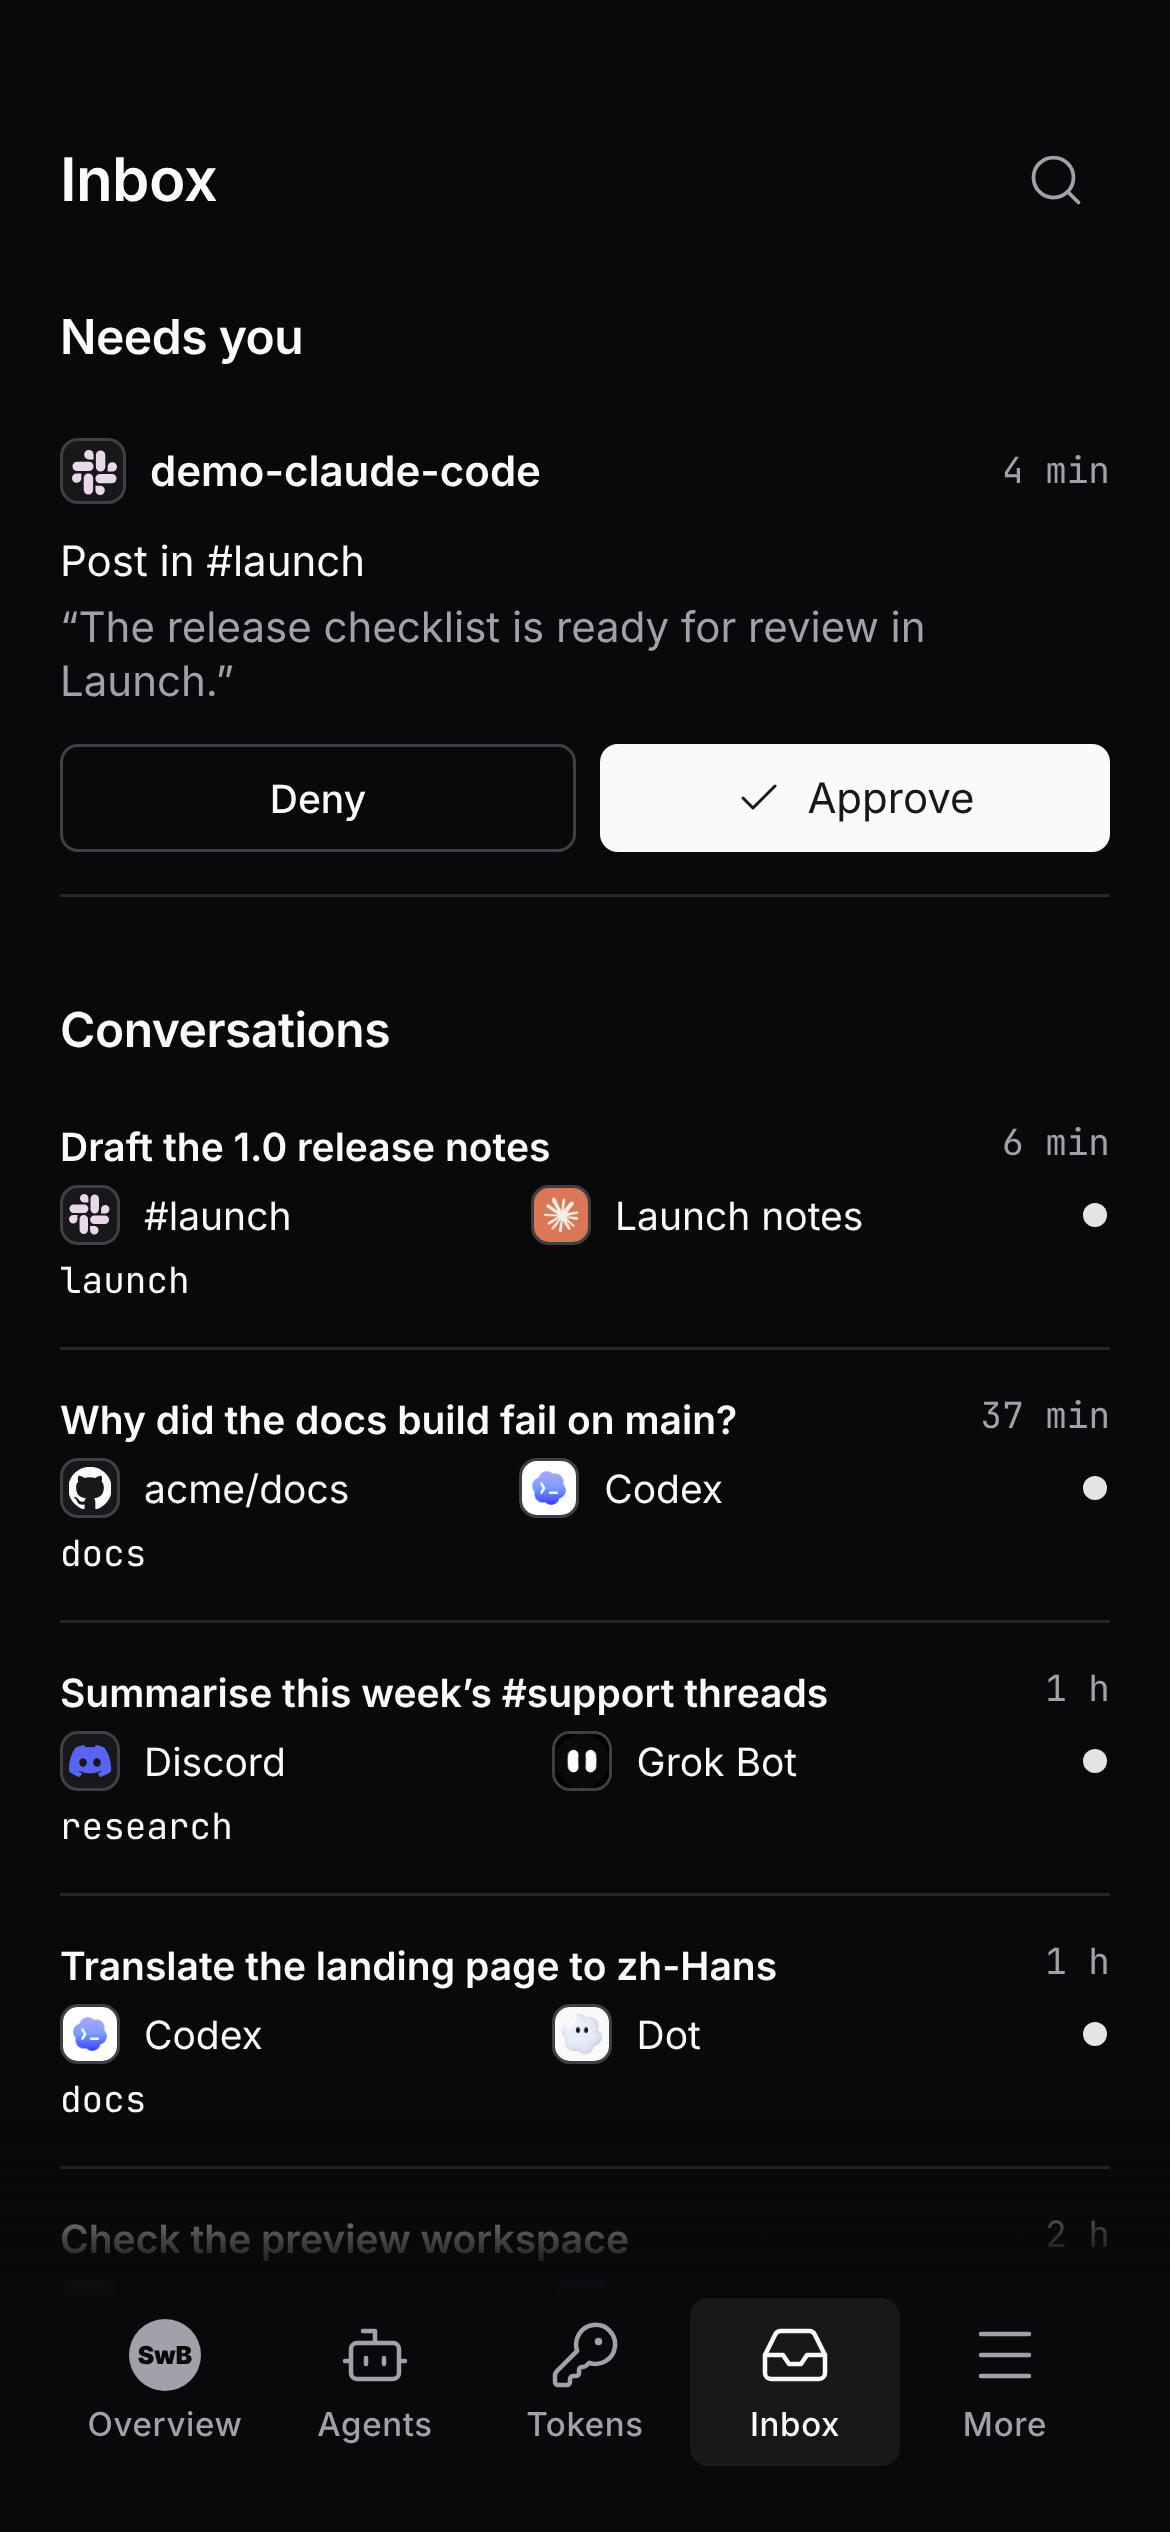 Inbox
Needs you
demo-claude-code
4 min
Post in #launch
“The release checklist is ready for review in
Launch.”
Deny
Approve
Conversations
Draft the 1.0 release notes
6 min
#launch
Launch notes
launch
Why did the docs build fail on main?
37 min
acme/docs
Codex
docs
Summarise this week’s #support threads
1 h
Discord
Grok Bot
research
Translate the landing page to zh-Hans
1 h
Codex
Dot
docs
Check the preview workspace
2 h
SwB
Overview
Agents
Tokens
Inbox
More